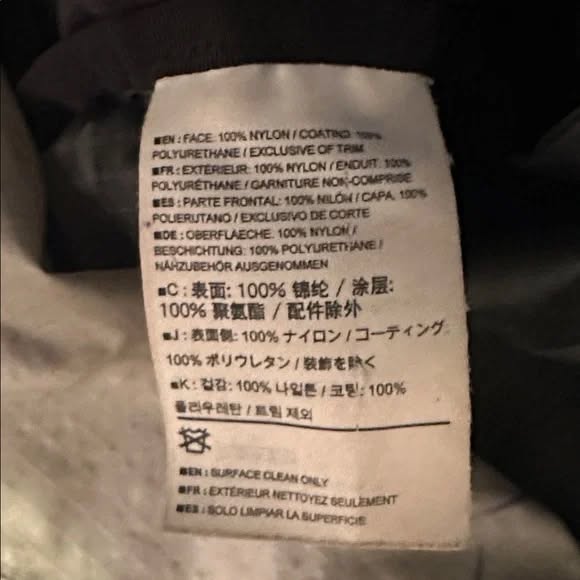 ■EN : FACE: 100% NYLON / COATING: 100%
POLYURETHANE / EXCLUSIVE OF TRIM
■FR : EXTÉRIEUR: 100% NYLON / ENDUIT: 100%
POLYURÉTHANE / GARNITURE NON-COMPRISE
■ES : PARTE FRONTAL: 100% NILÓN / CAPA: 100%
POLIERUTANO / EXCLUSIVO DE CORTE
■DE : OBERFLAECHE: 100% NYLON /
BESCHICHTUNG: 100% POLYURETHANE /
NÄHZUBEHÖR AUSGENOMMEN
■C : 表面: 100% 锦纶 / 涂层:
100% 聚氨酯 / 配件除外
■J : 表面側: 100% ナイロン / コーティング:
100% ポリウレタン / 装飾を除く
■K : 겉감: 100% 나일론 / 코팅: 100%
폴리우레탄 / 트림 제외
■EN : SURFACE CLEAN ONLY
■FR : EXTÉRIEUR NETTOYEZ SEULEMENT
■ES : SOLO LIMPIAR LA SUPERFICIE